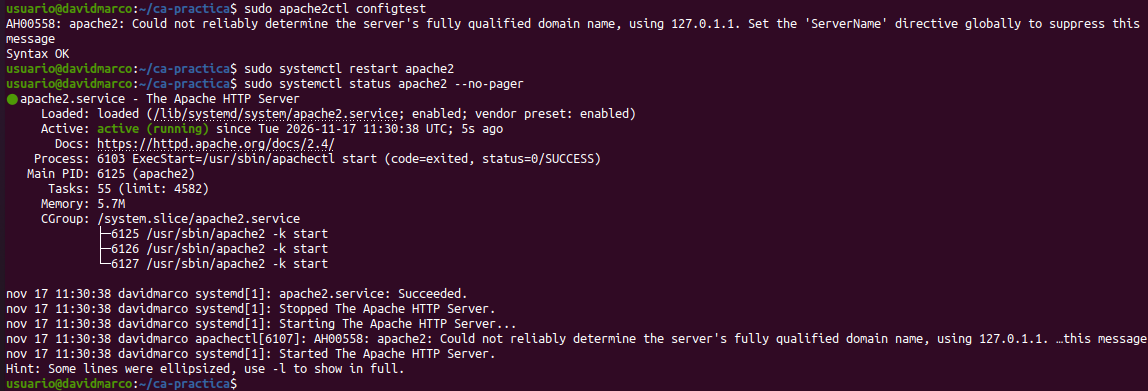 usuario@davidmarco:~/ca-practica$ sudo apache2ctl configtest
AH00558: apache2: Could not reliably determine the server's fully qualified domain name, using 127.0.1.1. Set the 'ServerName' directive globally to suppress this
message
Syntax OK
usuario@davidmarco:~/ca-practica$ sudo systemctl restart apache2
usuario@davidmarco:~/ca-practica$ sudo systemctl status apache2 --no-pager
● apache2.service - The Apache HTTP Server
     Loaded: loaded (/lib/systemd/system/apache2.service; enabled; vendor preset: enabled)
     Active: active (running) since Tue 2026-11-17 11:30:38 UTC; 5s ago
       Docs: https://httpd.apache.org/docs/2.4/
    Process: 6103 ExecStart=/usr/sbin/apachectl start (code=exited, status=0/SUCCESS)
   Main PID: 6125 (apache2)
      Tasks: 55 (limit: 4582)
     Memory: 5.7M
     CGroup: /system.slice/apache2.service
             ├─6125 /usr/sbin/apache2 -k start
             ├─6126 /usr/sbin/apache2 -k start
             └─6127 /usr/sbin/apache2 -k start

nov 17 11:30:38 davidmarco systemd[1]: apache2.service: Succeeded.
nov 17 11:30:38 davidmarco systemd[1]: Stopped The Apache HTTP Server.
nov 17 11:30:38 davidmarco systemd[1]: Starting The Apache HTTP Server...
nov 17 11:30:38 davidmarco apachectl[6107]: AH00558: apache2: Could not reliably determine the server's fully qualified domain name, using 127.0.1.1. …this message
nov 17 11:30:38 davidmarco systemd[1]: Started The Apache HTTP Server.
Hint: Some lines were ellipsized, use -l to show in full.
usuario@davidmarco:~/ca-practica$